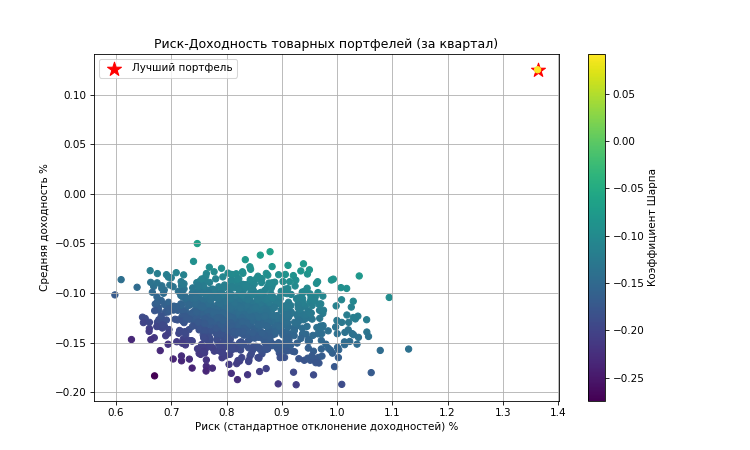 Риск-Доходность товарных портфелей (за квартал)
Лучший портфель
Средняя доходность %
0.10
0.05
0.00
−0.05
−0.10
−0.15
−0.20
0.6 0.7 0.8 0.9 1.0 1.1 1.2 1.3 1.4
Риск (стандартное отклонение доходностей) %
0.05
0.00
−0.05
−0.10
−0.15
−0.20
−0.25
Коэффициент Шарпа